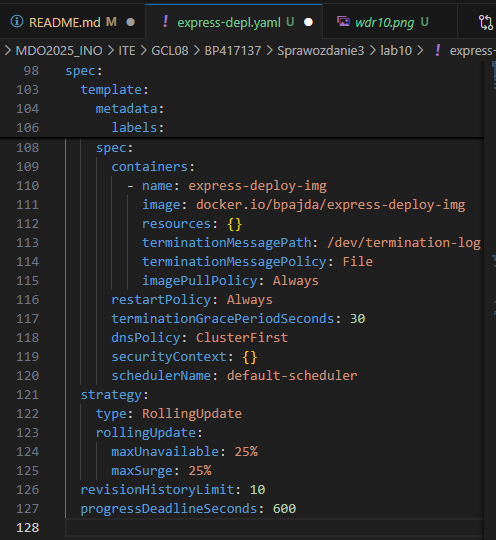 README.md M
! express-depl.yaml U
wdr10.png U
> MDO2025_INO > ITE > GCL08 > BP417137 > Sprawozdanie3 > lab10 > ! express-
98 spec:
103 template:
104 metadata:
106 labels:
108 spec:
109 containers:
110 - name: express-deploy-img
111 image: docker.io/bpajda/express-deploy-img
112 resources: {}
113 terminationMessagePath: /dev/termination-log
114 terminationMessagePolicy: File
115 imagePullPolicy: Always
116 restartPolicy: Always
117 terminationGracePeriodSeconds: 30
118 dnsPolicy: ClusterFirst
119 securityContext: {}
120 schedulerName: default-scheduler
121 strategy:
122 type: RollingUpdate
123 rollingUpdate:
124 maxUnavailable: 25%
125 maxSurge: 25%
126 revisionHistoryLimit: 10
127 progressDeadlineSeconds: 600
128